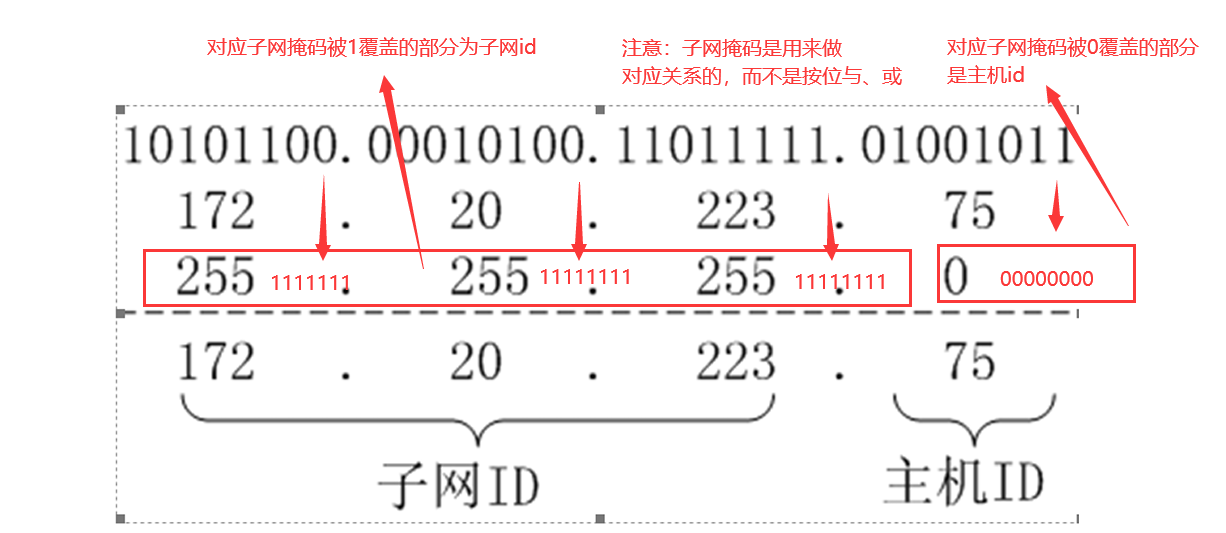 对应子网掩码被1覆盖的部分为子网id
注意：子网掩码是用来做
对应关系的，而不是按位与、或
对应子网掩码被0覆盖的部分
是主机id
10101100. 00010100. 11011111. 01001011
172 . 20 . 223 . 75
255 1111111 . 255 11111111 . 255 11111111 . 0 00000000
172 . 20 . 223 . 75
子网ID 主机ID